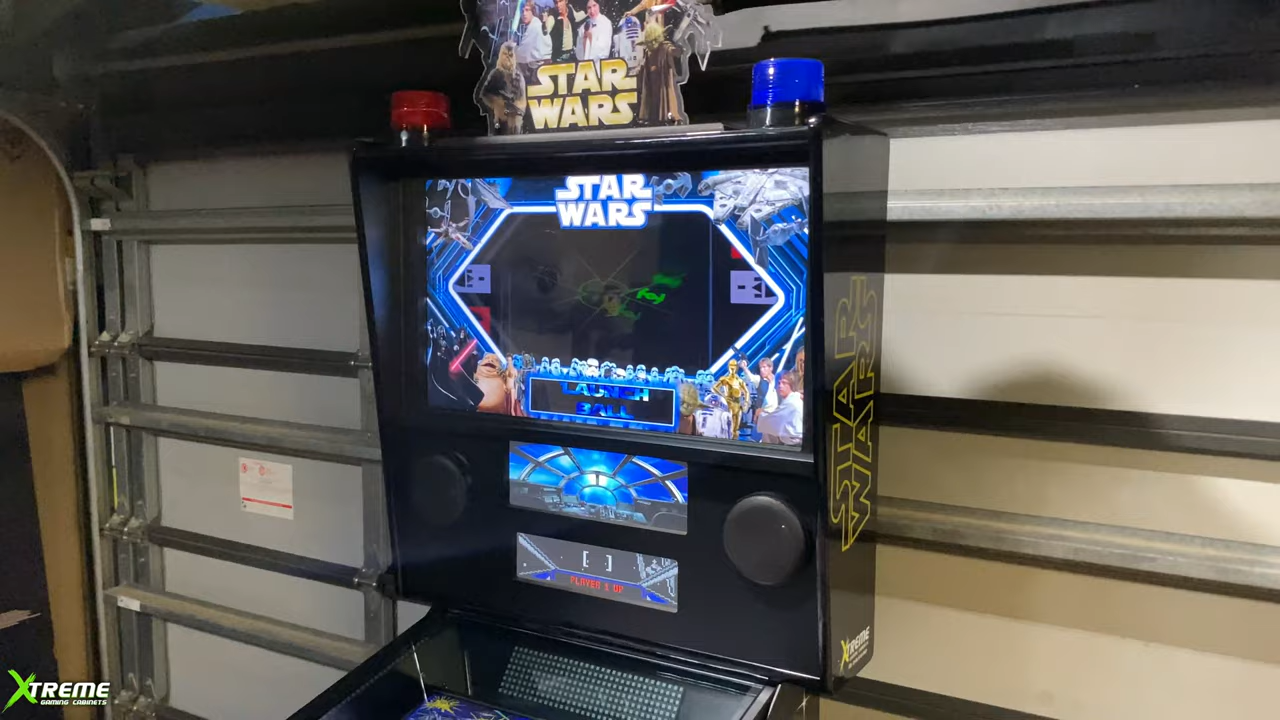 STAR
WARS
STAR
WARS
LAUNCH
BALL
[ ]
PLAYER 1 UP
STAR
WARS
XTREME
XTREME
GAMING CABINETS